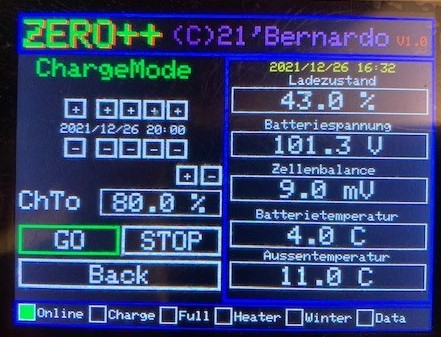 ZERO++ (C)21'Bernardo V1.0
ChargeMode
+ + + + +
2021/12/26 20:00
- - - - -
+ -
ChTo 80.0 %
GO STOP
Back
2021/12/26 16:32
Ladezustand
43.0 %
Batteriespannung
101.3 V
Zellenbalance
9.0 mV
Batterietemperatur
4.0 C
Aussentemperatur
11.0 C
Online Charge Full Heater Winter Data